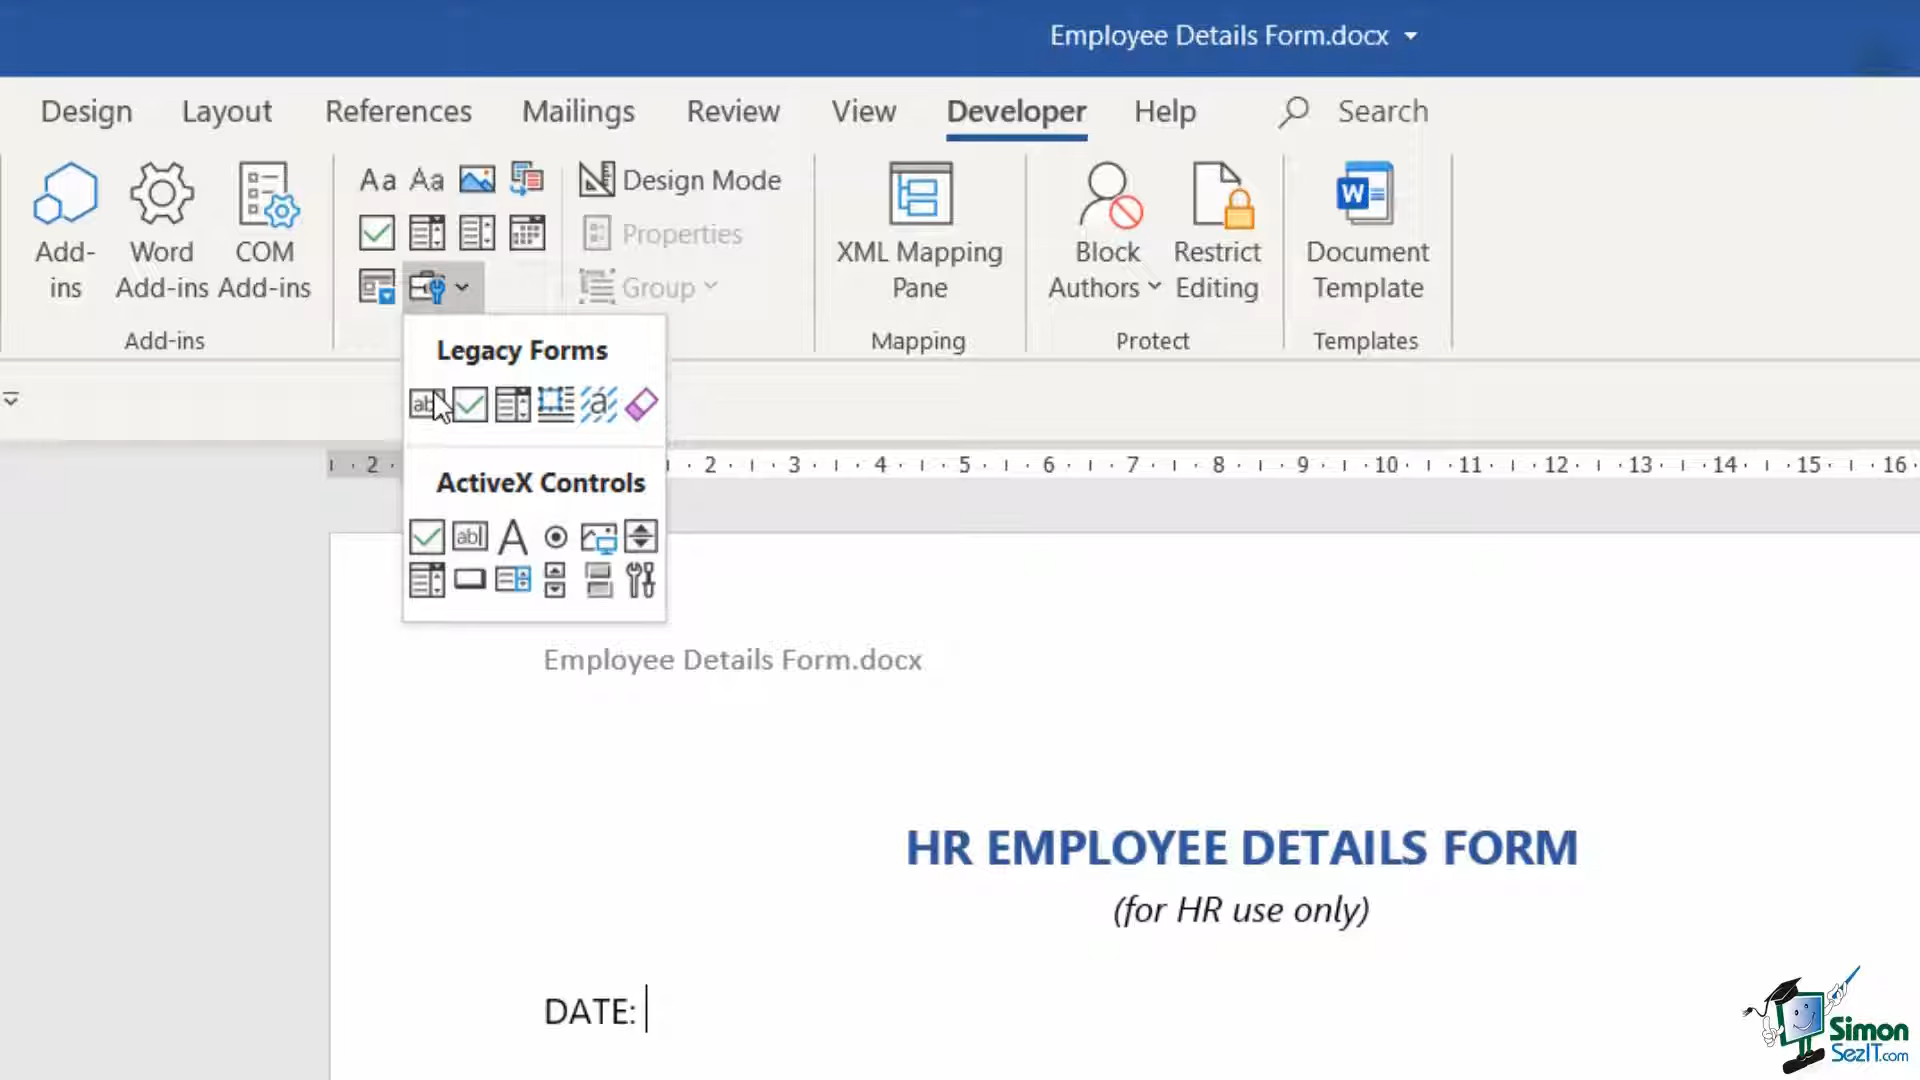 Employee Details Form.docx
Design Layout References Mailings Review View Developer Help Search
Aa Aa Design Mode
Properties
Group
Add-ins
Word Add-ins
COM Add-ins
XML Mapping Pane
Block Authors
Restrict Editing
Document Template
Add-ins Mapping Protect Templates
Legacy Forms
ab a
2 2 3 4 5 6 7 8 9 10 11 12 13 14 15 16
ActiveX Controls
ab A
Employee Details Form.docx
HR EMPLOYEE DETAILS FORM
(for HR use only)
DATE:
Simon
SezIT.com